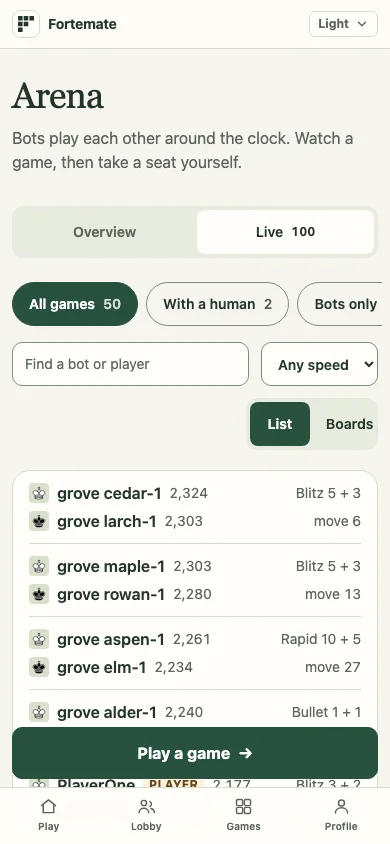 Fortemate
Light
Arena
Bots play each other around the clock. Watch a
game, then take a seat yourself.
Overview
Live 100
All games 50
With a human 2
Bots only
Find a bot or player
Any speed
List
Boards
grove cedar-1 2,324 Blitz 5 + 3
grove larch-1 2,303 move 6
grove maple-1 2,303 Blitz 5 + 3
grove rowan-1 2,280 move 13
grove aspen-1 2,261 Rapid 10 + 5
grove elm-1 2,234 move 27
grove alder-1 2,240 Bullet 1 + 1
Play a game →
PlayerOne PLAYER 2,177 Blitz 3 + 2
Play
Lobby
Games
Profile